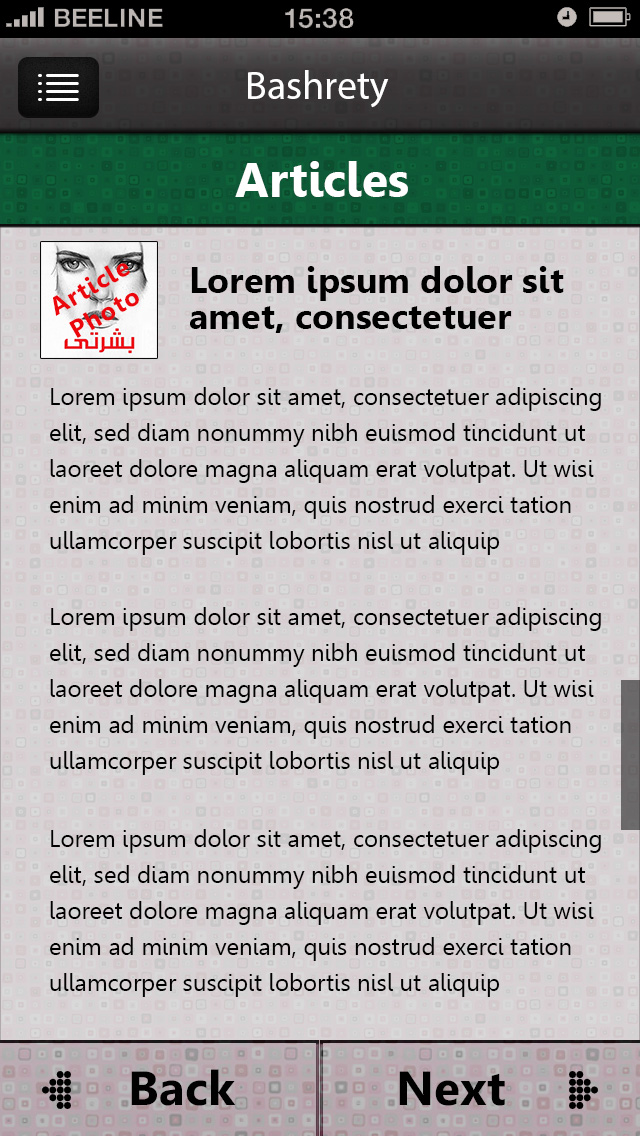 BEELINE 15:38
Bashrety
Articles
Article
Photo
بشرتى
Lorem ipsum dolor sit
amet, consectetuer
Lorem ipsum dolor sit amet, consectetuer adipiscing
elit, sed diam nonummy nibh euismod tincidunt ut
laoreet dolore magna aliquam erat volutpat. Ut wisi
enim ad minim veniam, quis nostrud exerci tation
ullamcorper suscipit lobortis nisl ut aliquip
Lorem ipsum dolor sit amet, consectetuer adipiscing
elit, sed diam nonummy nibh euismod tincidunt ut
laoreet dolore magna aliquam erat volutpat. Ut wisi
enim ad minim veniam, quis nostrud exerci tation
ullamcorper suscipit lobortis nisl ut aliquip
Lorem ipsum dolor sit amet, consectetuer adipiscing
elit, sed diam nonummy nibh euismod tincidunt ut
laoreet dolore magna aliquam erat volutpat. Ut wisi
enim ad minim veniam, quis nostrud exerci tation
ullamcorper suscipit lobortis nisl ut aliquip
Back Next